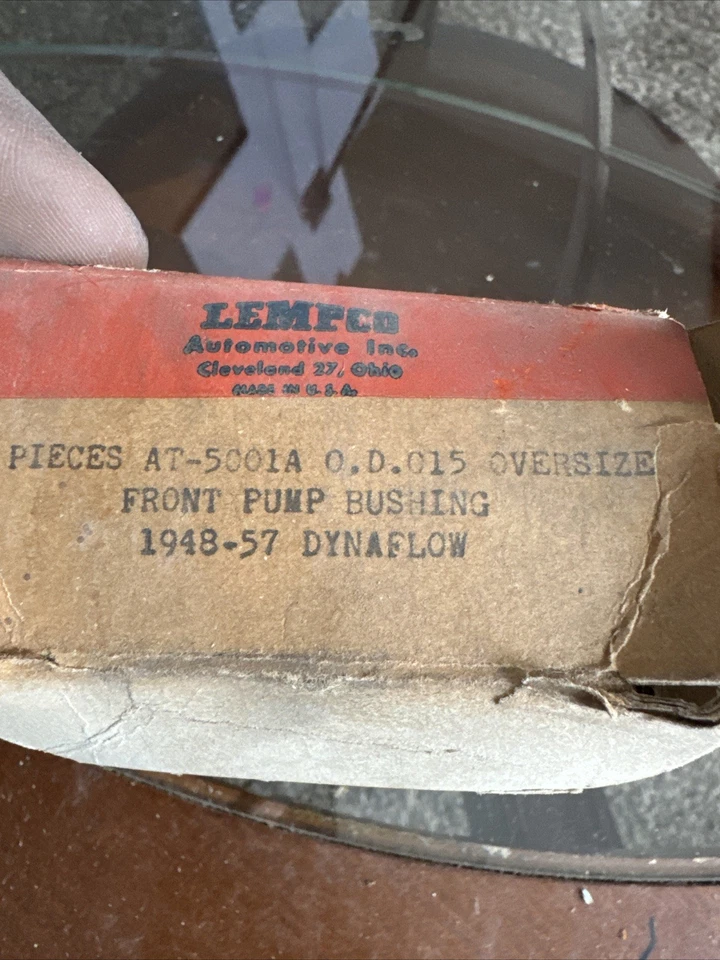 LEMPCO
Automotive Inc.
Cleveland 27, Ohio
MADE IN U.S.A.
PIECES AT-5001A O.D.015 OVERSIZE
FRONT PUMP BUSHING
1948-57 DYNAFLOW